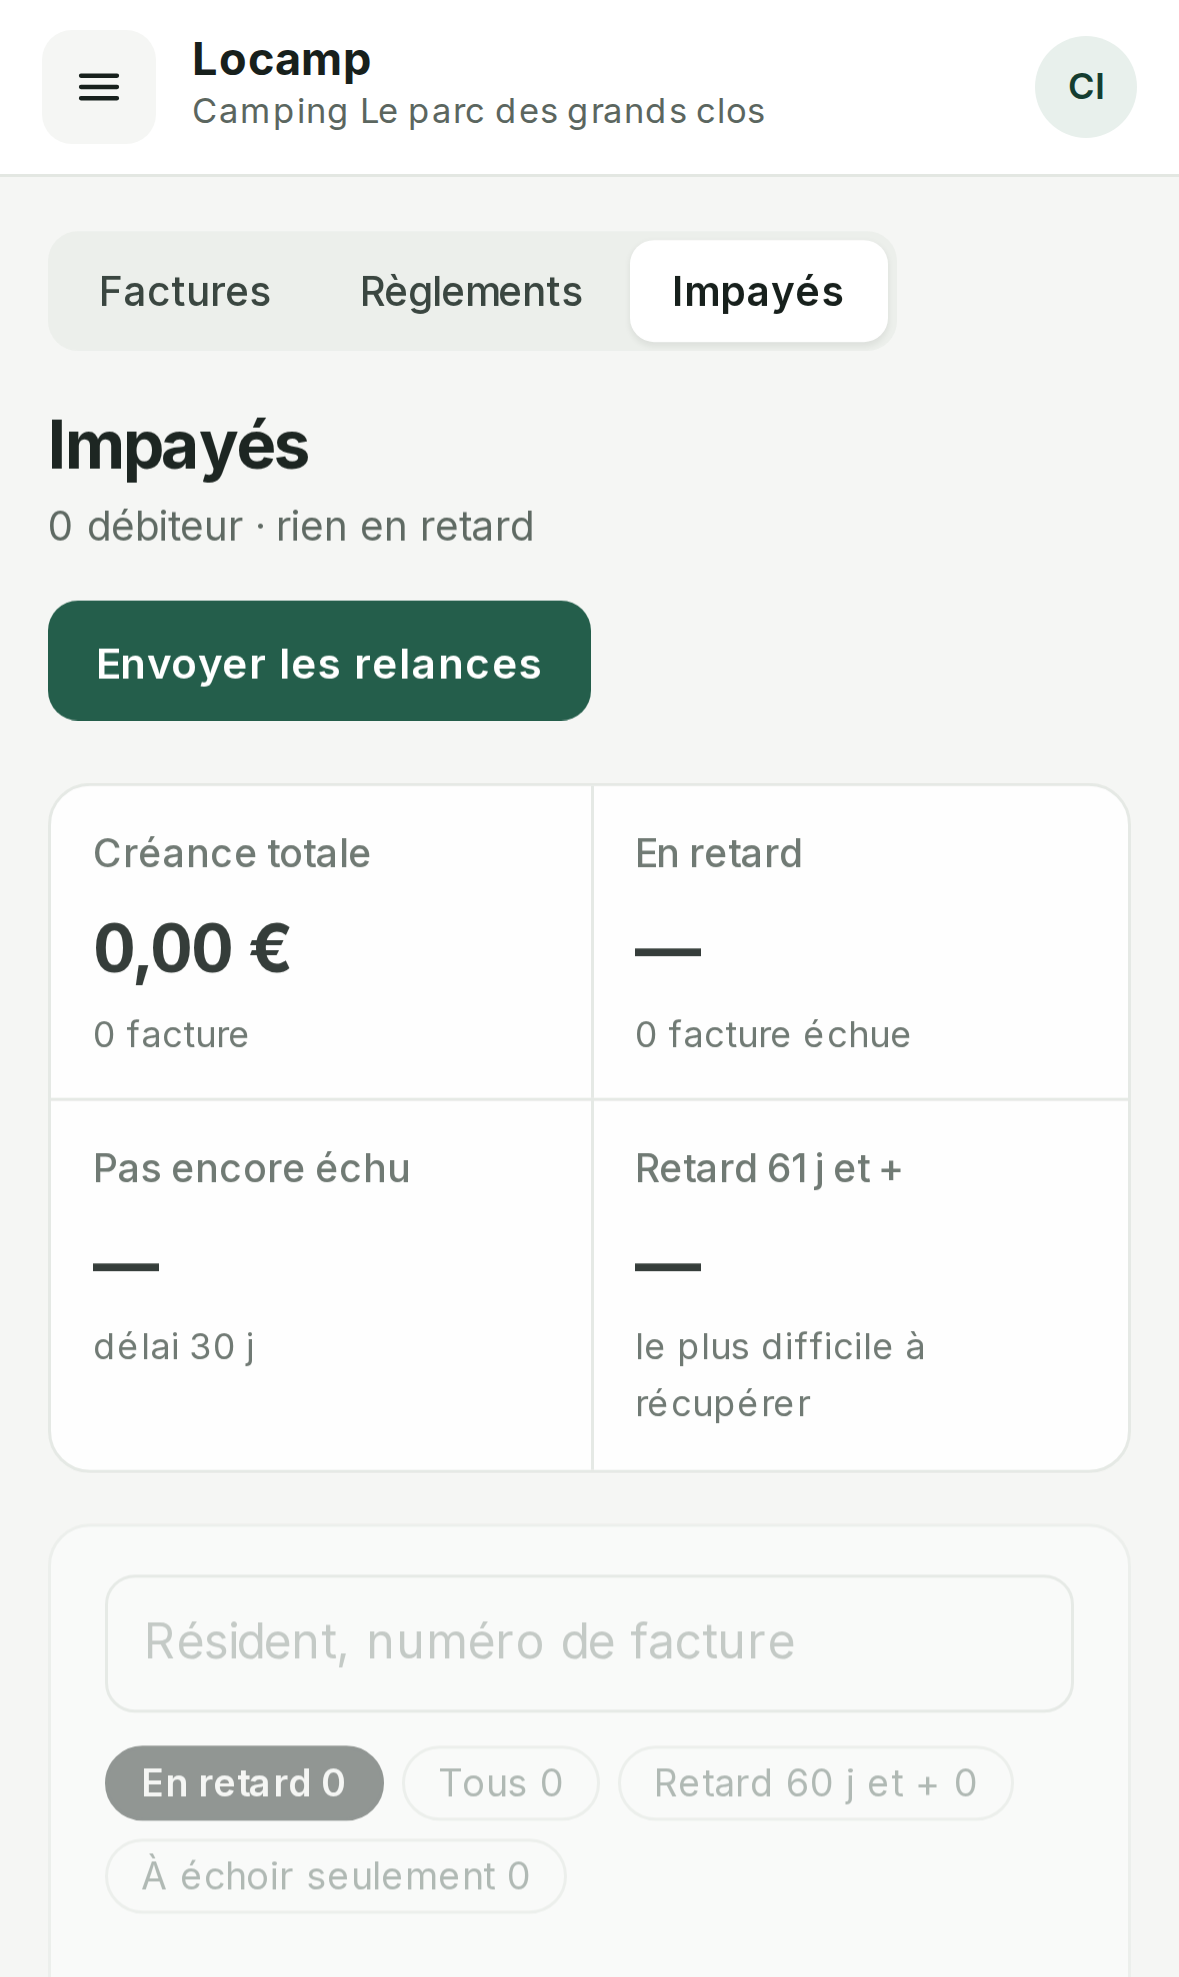 Locamp
Camping Le parc des grands clos
CI
Factures
Règlements
Impayés
Impayés
0 débiteur · rien en retard
Envoyer les relances
Créance totale
0,00 €
0 facture
En retard
—
0 facture échue
Pas encore échu
—
délai 30 j
Retard 61 j et +
—
le plus difficile à
récupérer
Résident, numéro de facture
En retard 0
Tous 0
Retard 60 j et + 0
À échoir seulement 0